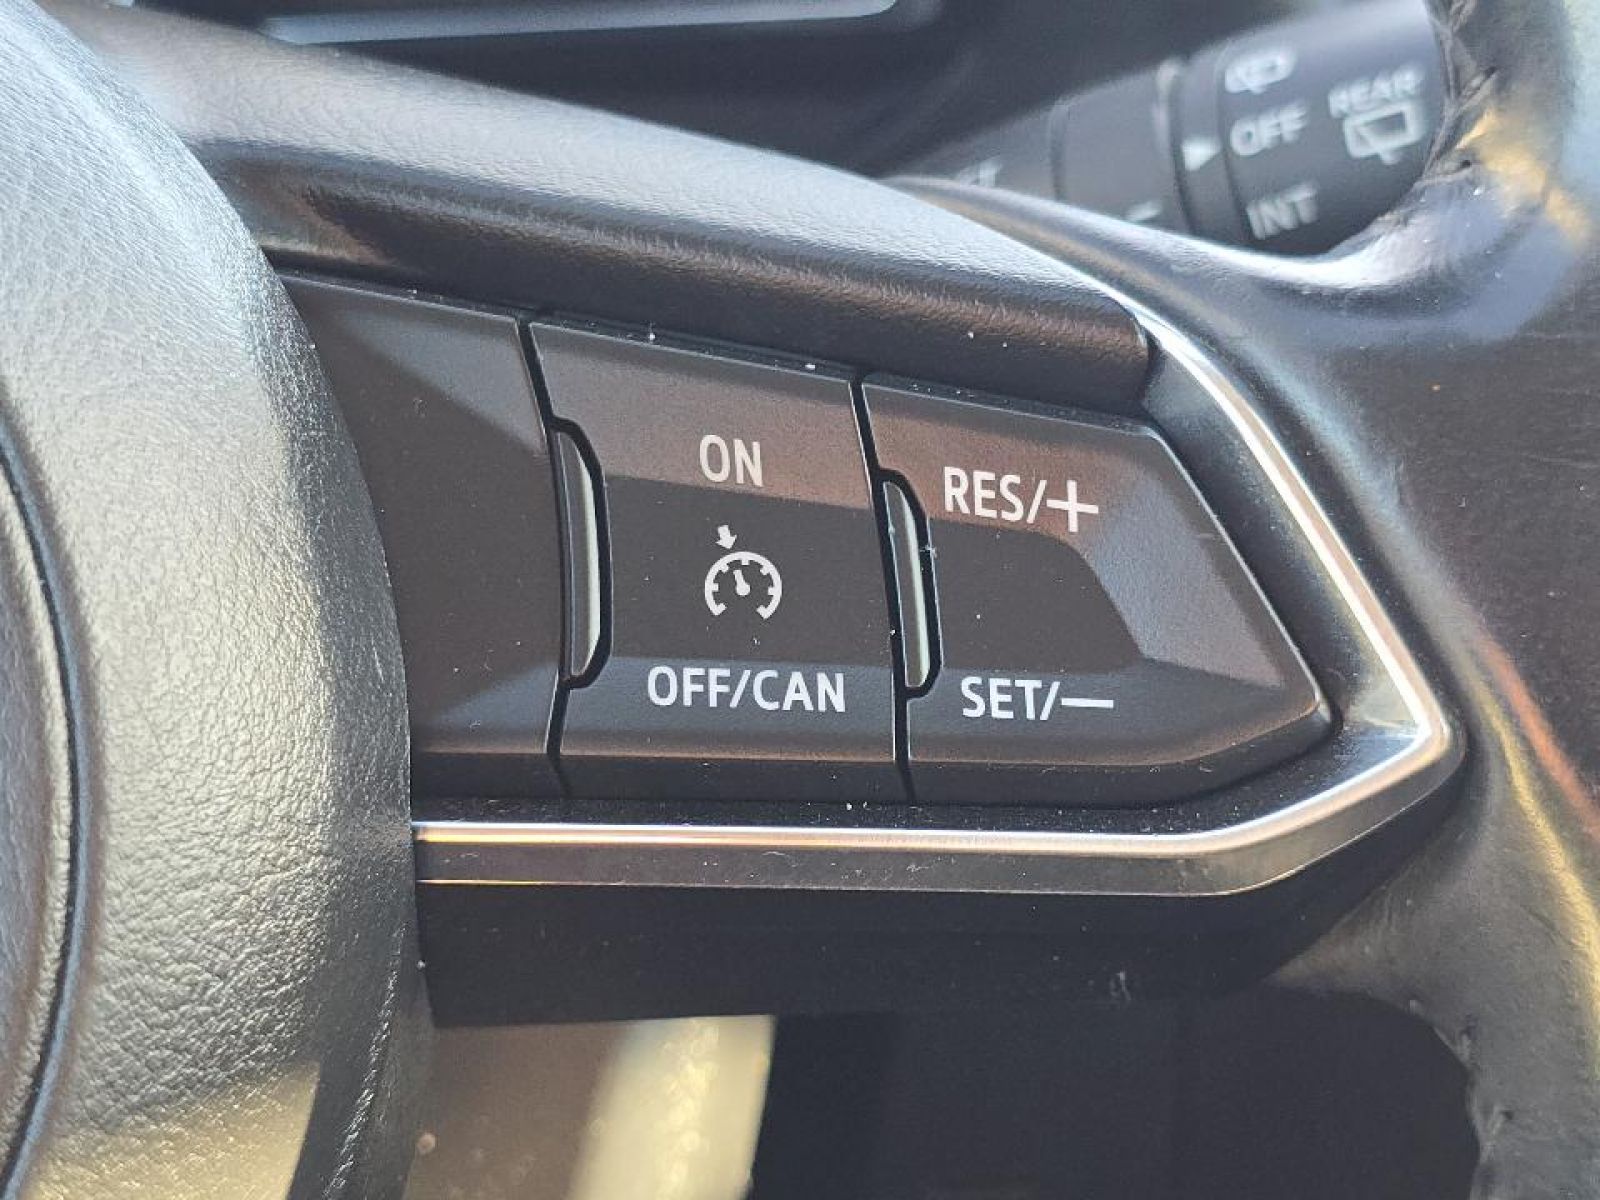 OFF
REAR
INT
ON
RES/+
OFF/CAN
SET/−